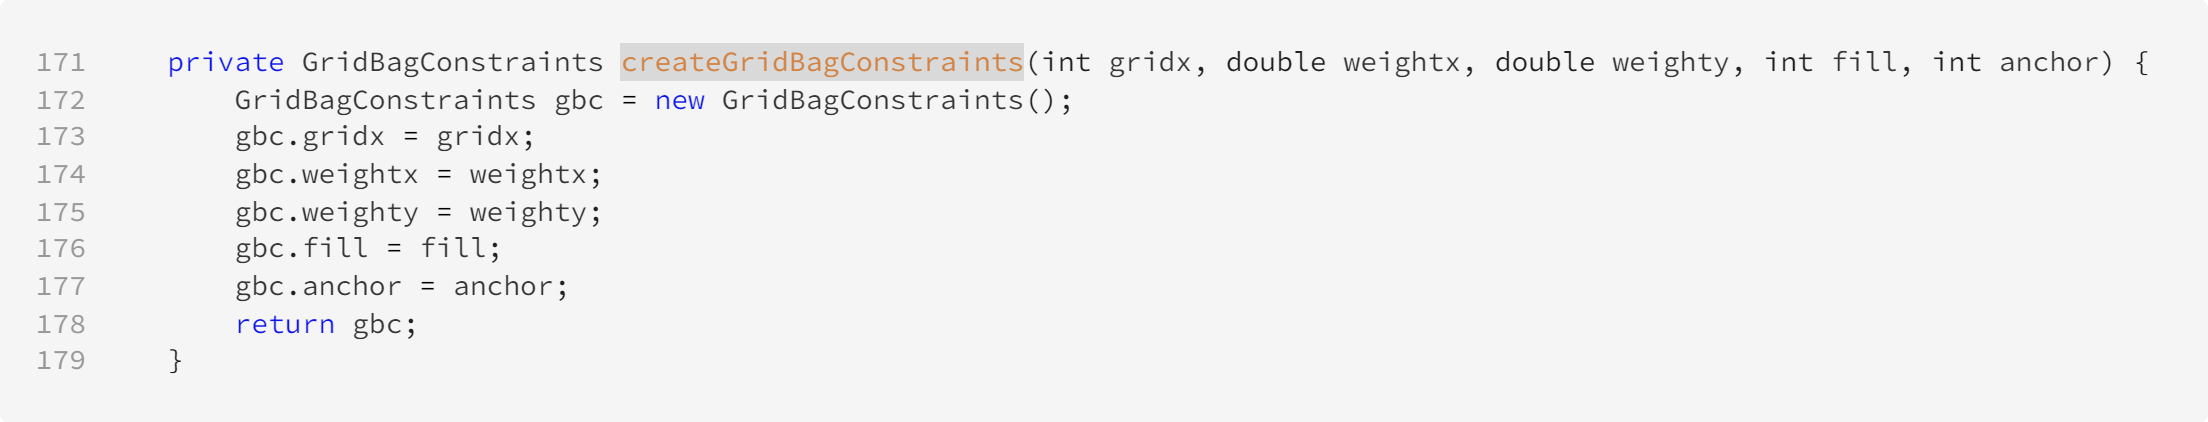 171     private GridBagConstraints createGridBagConstraints(int gridx, double weightx, double weighty, int fill, int anchor) {
172         GridBagConstraints gbc = new GridBagConstraints();
173         gbc.gridx = gridx;
174         gbc.weightx = weightx;
175         gbc.weighty = weighty;
176         gbc.fill = fill;
177         gbc.anchor = anchor;
178         return gbc;
179     }